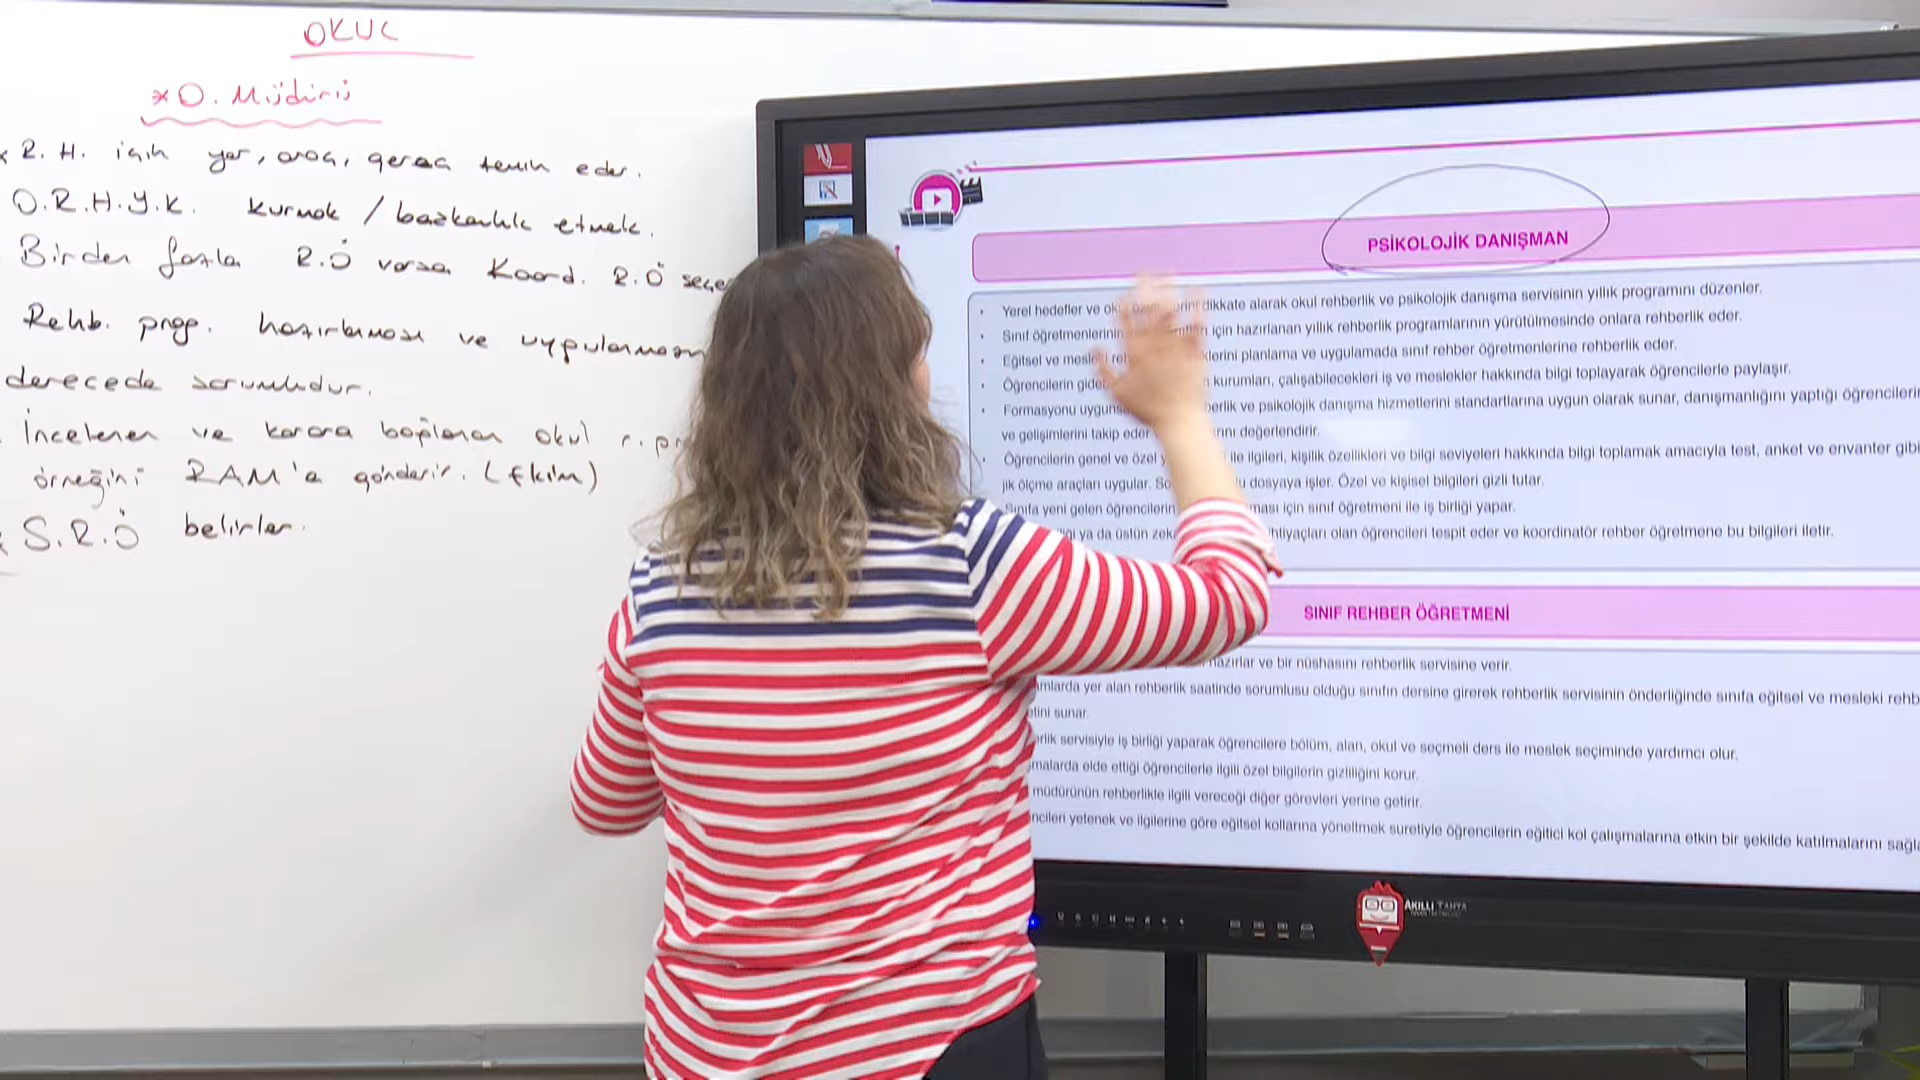 OKUL
* O. Müdürü
R. H. için yer, araç, gereç temin eder.
O.R.H.Y.K. kurmak / başkanlık etmek.
Birden fazla R.Ö varsa Koord. R.Ö seçe
Rehb. prog. hazırlanması ve uygulanması
derecede sorumludur.
İncelenen ve karara bağlanan okul r. pr
örneğini RAM'a gönderir. (Ekim)
S.R.Ö belirler.
PSİKOLOJİK DANIŞMAN
Yerel hedefler ve dikkate alarak okul rehberlik ve psikolojik danışma servisinin yıllık programını düzenler.
Sınıf öğretmenlerinin için hazırlanan yıllık rehberlik programlarının yürütülmesinde onlara rehberlik eder.
Eğitsel ve mesleki planlama ve uygulamada sınıf rehber öğretmenlerine rehberlik eder.
Öğrencilerin kurumları, çalışabilecekleri iş ve meslekler hakkında bilgi toplayarak öğrencilerle paylaşır.
Formasyonu ve psikolojik danışma hizmetlerini standartlarına uygun olarak sunar, danışmanlığını yaptığı öğrencilerin
ve gelişimlerini takip eder değerlendirir.
Öğrencilerin genel ve özel ile ilgileri, kişilik özellikleri ve bilgi seviyeleri hakkında bilgi toplamak amacıyla test, anket ve envanter gibi
jik ölçme araçları uygular. dosyaya işler. Özel ve kişisel bilgileri gizli tutar.
Sınıfa yeni gelen öğrencilerin için sınıf öğretmeni ile iş birliği yapar.
ya da üstün olan öğrencileri tespit eder ve koordinatör rehber öğretmene bu bilgileri iletir.
SINIF REHBER ÖĞRETMENİ
hazırlar ve bir nüshasını rehberlik servisine verir.
yer alan rehberlik saatinde sorumlusu olduğu sınıfın dersine girerek rehberlik servisinin önderliğinde sınıfa eğitsel ve mesleki rehb
sunar.
servisiyle iş birliği yaparak öğrencilere bölüm, alan, okul ve seçmeli ders ile meslek seçiminde yardımcı olur.
elde ettiği öğrencilerle ilgili özel bilgilerin gizliliğini korur.
müdürünün rehberlikle ilgili vereceği diğer görevleri yerine getirir.
yetenek ve ilgilerine göre eğitsel kollarına yöneltmek suretiyle öğrencilerin eğitici kol çalışmalarına etkin bir şekilde katılmalarını sağla
AKILLI TAHTA